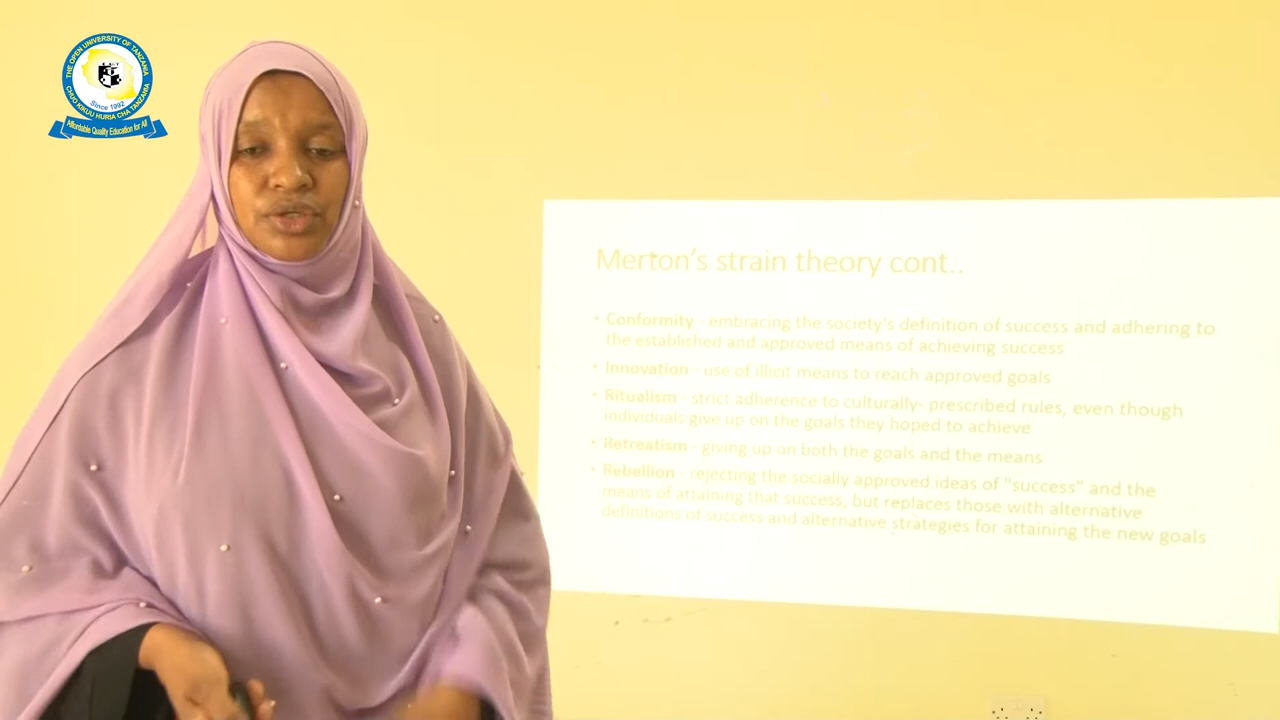 THE OPEN UNIVERSITY OF TANZANIA
CHUO KIKUU HURIA CHA TANZANIA
Since 1992
Affordable Quality Education for All
Merton's strain theory cont..
• Conformity - embracing the society's definition of success and adhering to
the established and approved means of achieving success
• Innovation - use of illicit means to reach approved goals
• Ritualism - strict adherence to culturally- prescribed rules, even though
individuals give up on the goals they hoped to achieve
• Retreatism - giving up on both the goals and the means
• Rebellion - rejecting the socially approved ideas of "success" and the
means of attaining that success, but replaces those with alternative
definitions of success and alternative strategies for attaining the new goals